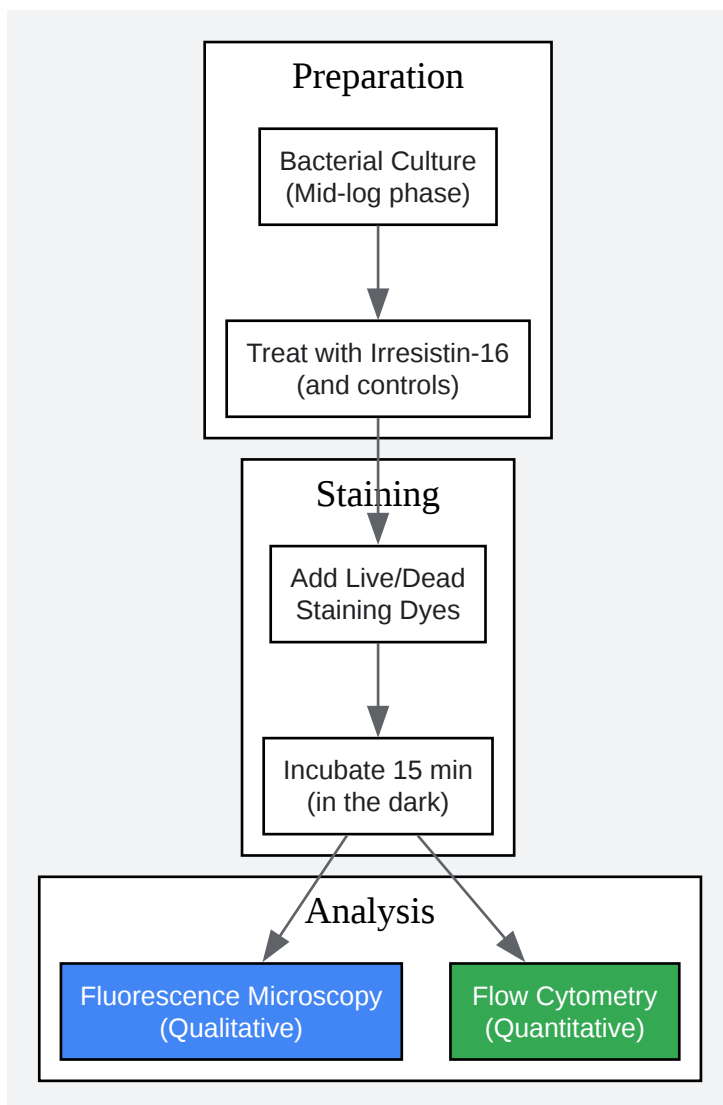 Preparation
Bacterial Culture
(Mid-log phase)
Treat with Irresistin-16
(and controls)
Staining
Add Live/Dead
Staining Dyes
Incubate 15 min
(in the dark)
Analysis
Fluorescence Microscopy
(Qualitative)
Flow Cytometry
(Quantitative)